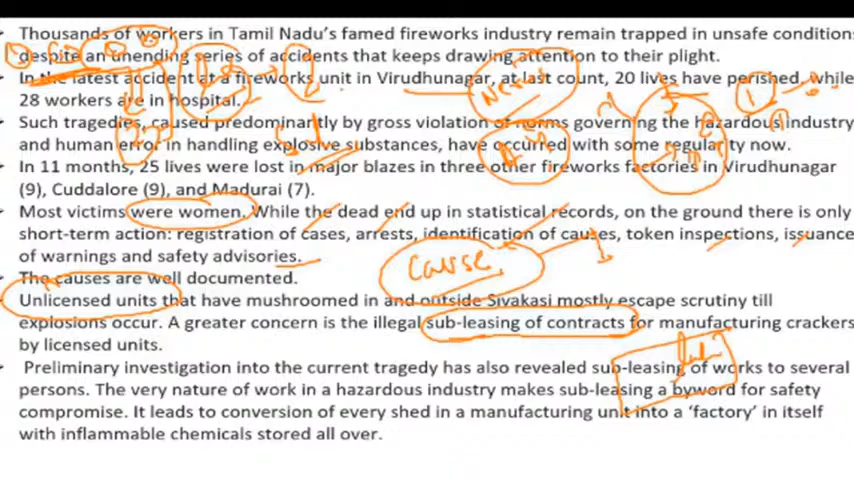 Thousands of workers in Tamil Nadu's famed fireworks industry remain trapped in unsafe condition
despite an unending series of accidents that keeps drawing attention to their plight.
In the latest accident at a fireworks unit in Virudhunagar, at last count, 20 lives have perished, while
28 workers are in hospital.
Such tragedies, caused predominantly by gross violation of norms governing the hazardous industry
and human error in handling explosive substances, have occurred with some regularity now.
In 11 months, 25 lives were lost in major blazes in three other fireworks factories in Virudhunagar
(9), Cuddalore (9), and Madurai (7).
Most victims were women. While the dead end up in statistical records, on the ground there is only
short-term action: registration of cases, arrests, identification of causes, token inspections, issuance
of warnings and safety advisories.
Cause
The causes are well documented.
Unlicensed units that have mushroomed in and outside Sivakasi mostly escape scrutiny till
explosions occur. A greater concern is the illegal sub-leasing of contracts for manufacturing crackers
by licensed units.
Preliminary investigation into the current tragedy has also revealed sub-leasing of works to several
persons. The very nature of work in a hazardous industry makes sub-leasing a byword for safety
compromise. It leads to conversion of every shed in a manufacturing unit into a 'factory' in itself
with inflammable chemicals stored all over.